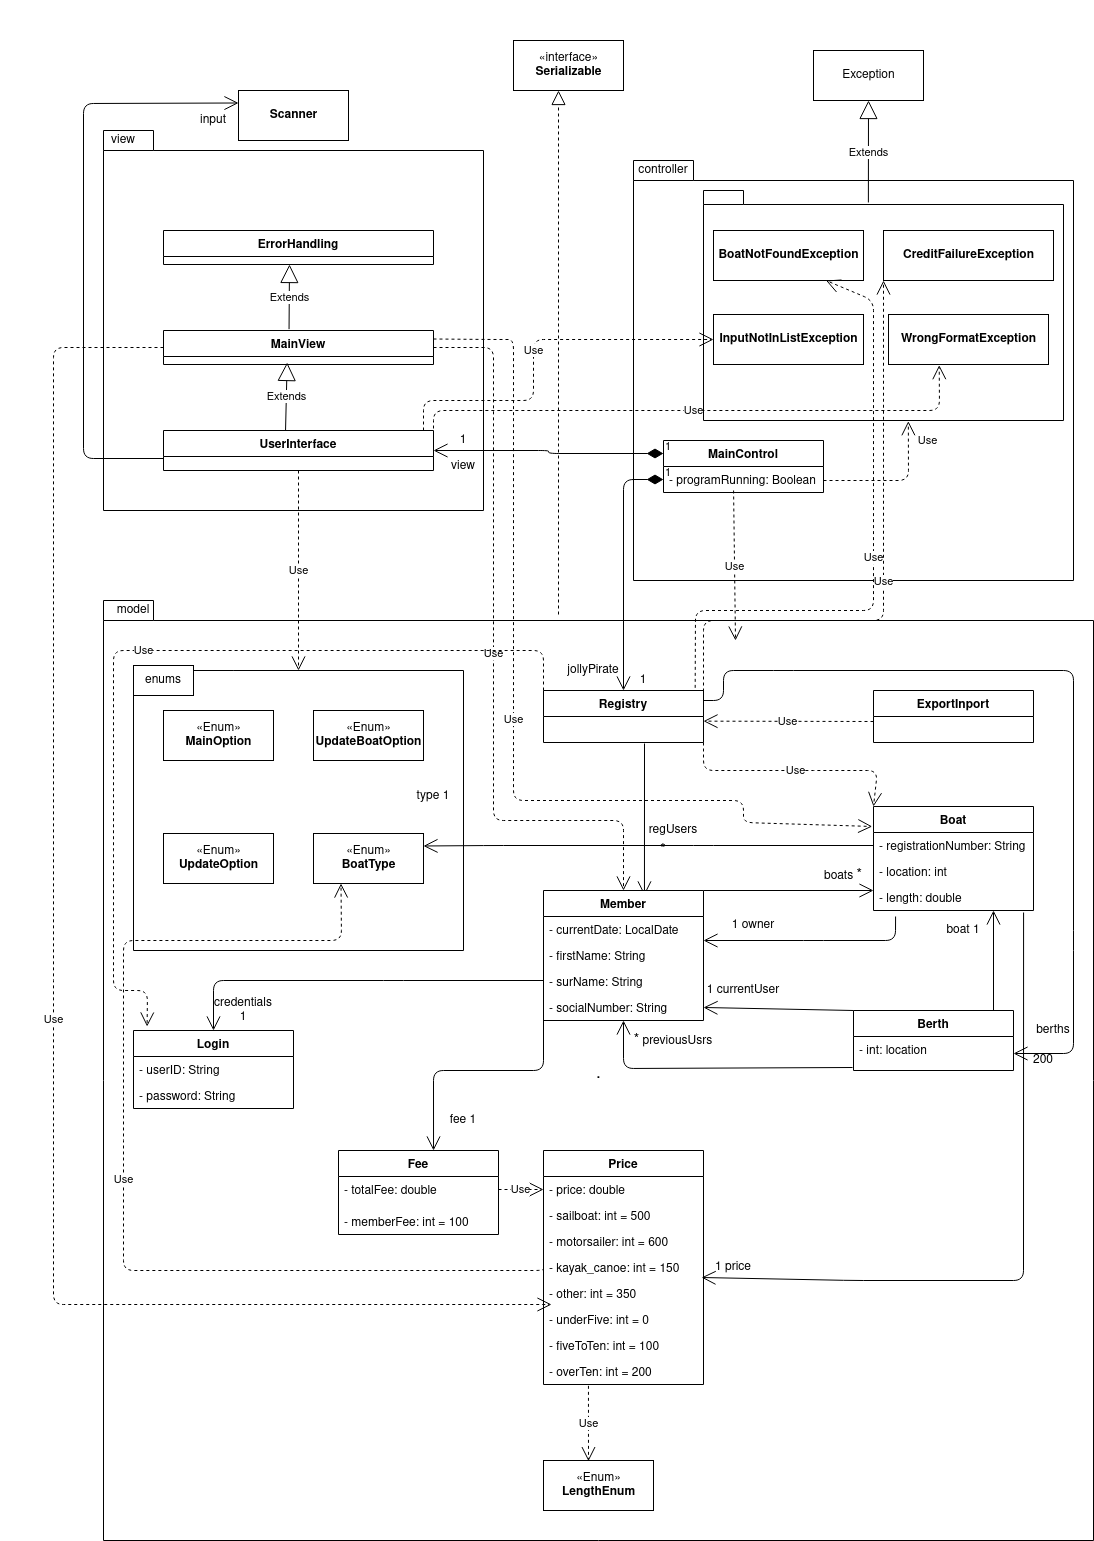 «interface»
Serializable
Exception
Scanner
input
view
Extends
controller
ErrorHandling
BoatNotFoundException
CreditFailureException
Extends
MainView
InputNotInListException
WrongFormatException
Use
Extends
Use
UserInterface
1
view
1
MainControl
Use
1
- programRunning: Boolean
Use
Use
Use
Use
model
Use
Use
jollyPirate
1
enums
Registry
ExportInport
Use
Use
«Enum»
MainOption
«Enum»
UpdateBoatOption
Use
type 1
Boat
regUsers
*
- registrationNumber: String
- location: int
- length: double
«Enum»
UpdateOption
«Enum»
BoatType
boats *
Member
- currentDate: LocalDate
- firstName: String
- surName: String
- socialNumber: String
1 owner
boat 1
1 currentUser
credentials
1
Use
Berth
- int: location
berths
200
* previousUsrs
Login
- userID: String
- password: String
fee 1
Use
Fee
- totalFee: double
- memberFee: int = 100
Use
Price
- price: double
- sailboat: int = 500
- motorsailer: int = 600
- kayak_canoe: int = 150
- other: int = 350
- underFive: int = 0
- fiveToTen: int = 100
- overTen: int = 200
1 price
Use
«Enum»
LengthEnum